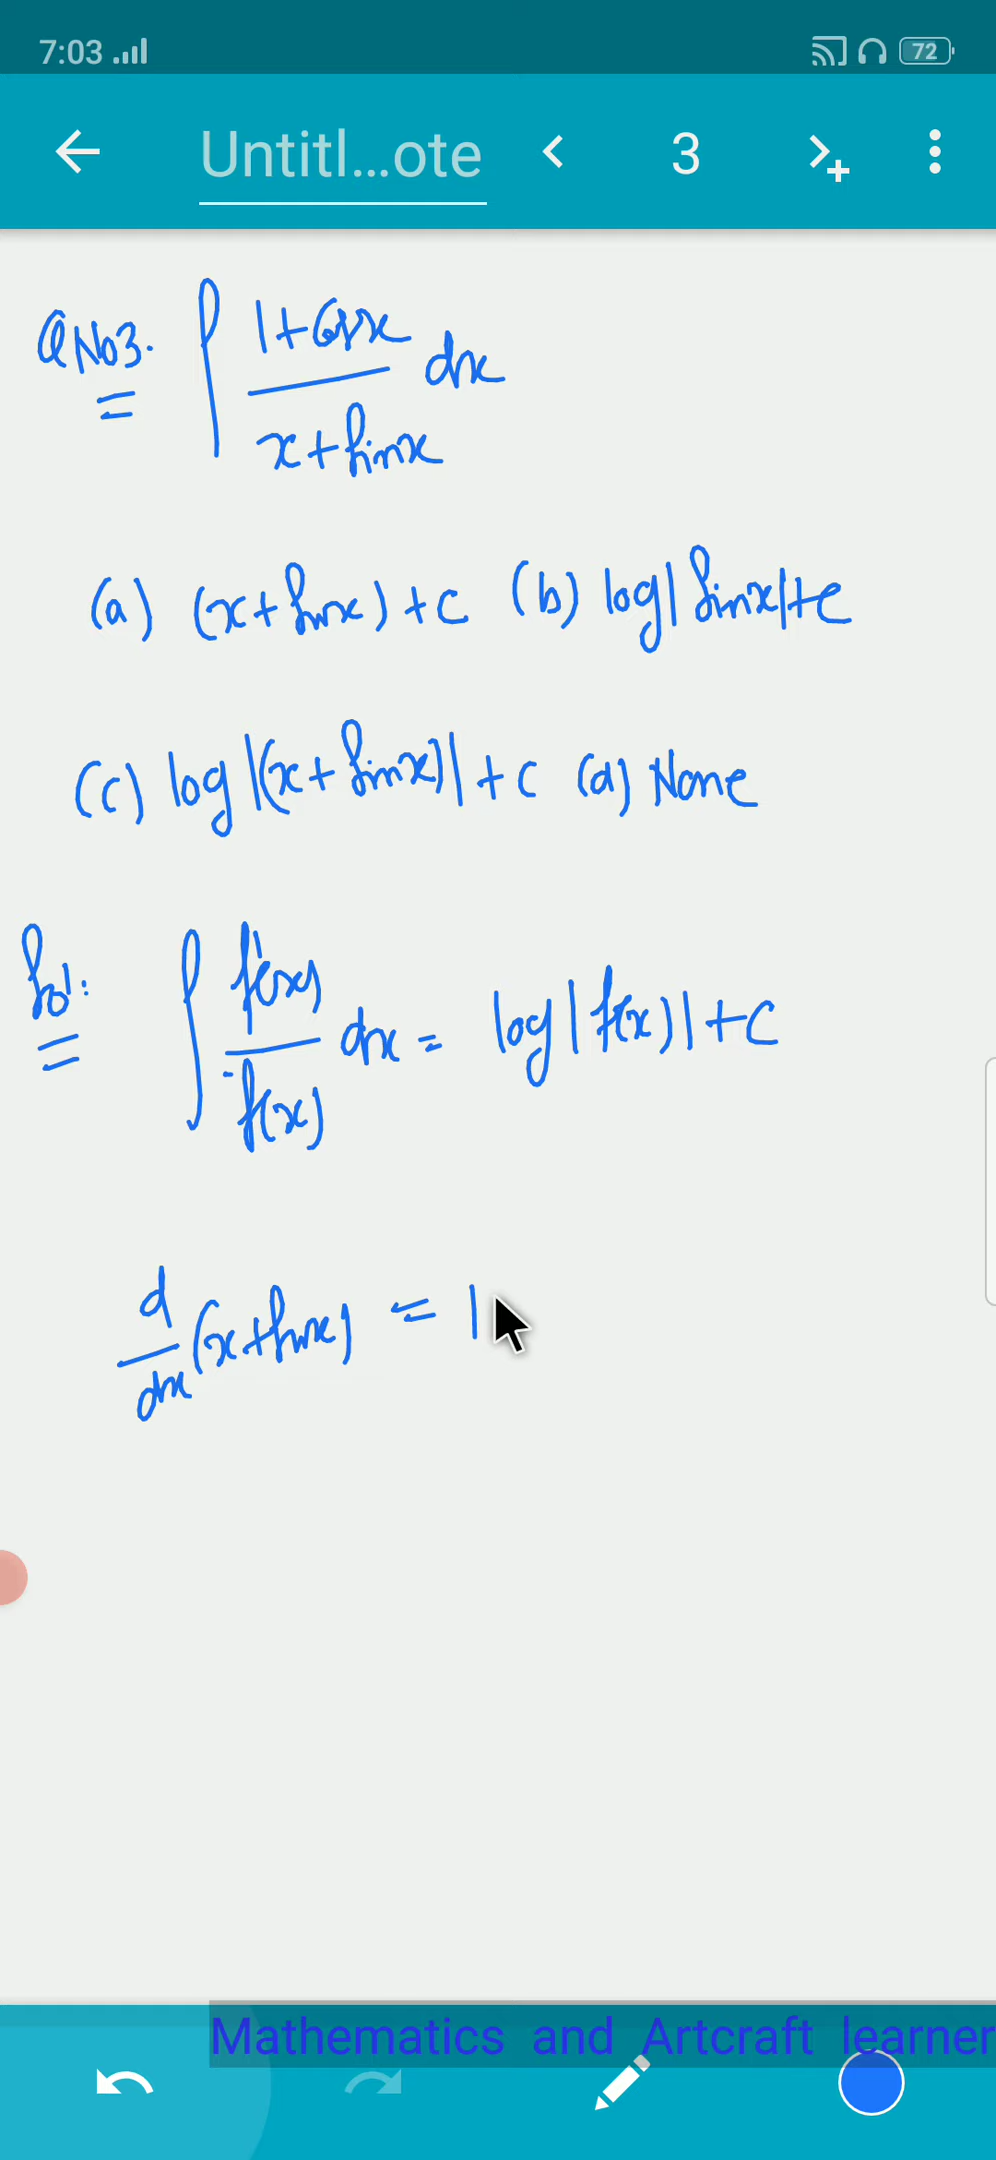 7:03 72
Untitl...ote 3
QNo3. ∫ 1+Cosx / x+sinx dx
(a) (x+sinx)+C (b) log|sinx|+c
(c) log|(x+sinx)|+C (d) None
Sol: ∫ f'(x) / f(x) dx = log|f(x)|+C
d/dx (x+sinx) = 1
Mathematics and Artcraft learner